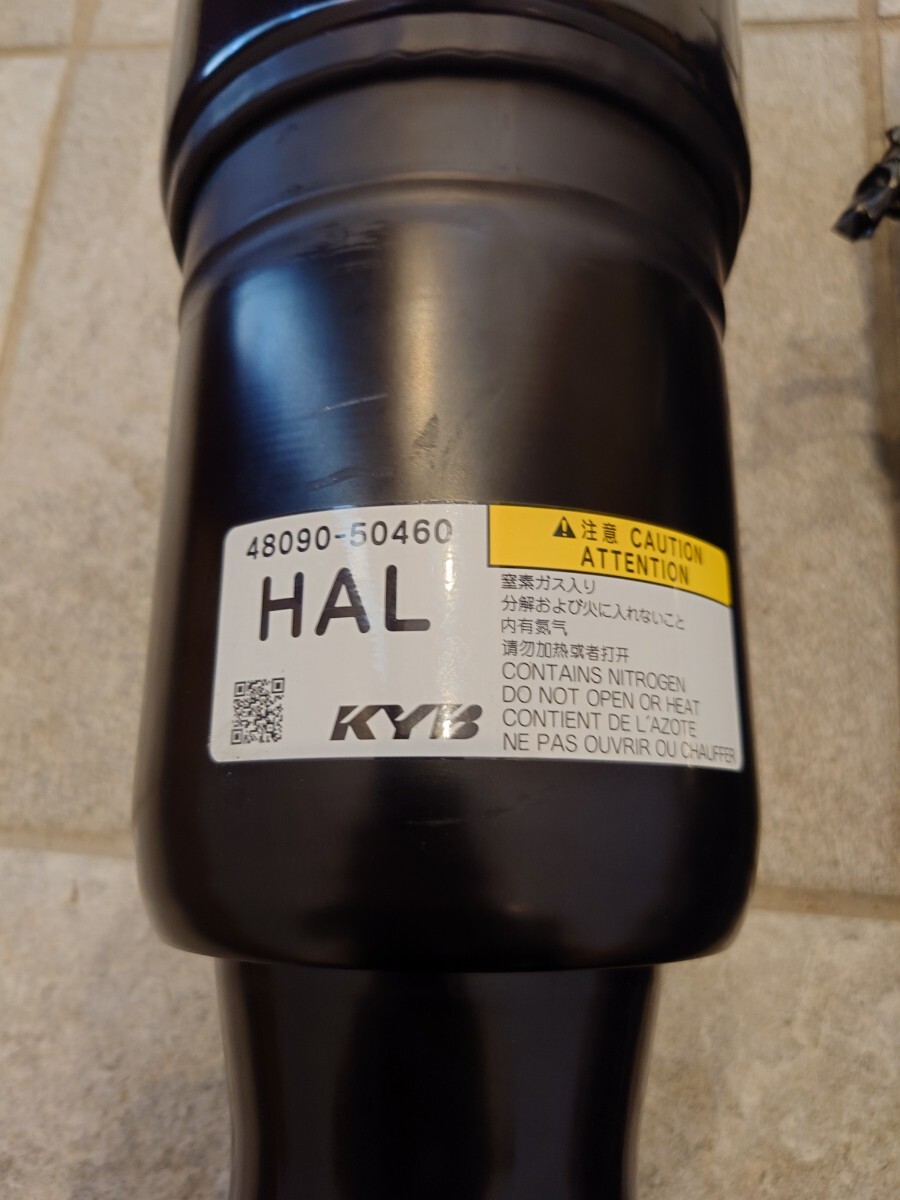 48090-50460
HAL
KYB
⚠注意 CAUTION
ATTENTION
窒素ガス入り
分解および火に入れないこと
内有氮气
请勿加热或者打开
CONTAINS NITROGEN
DO NOT OPEN OR HEAT
CONTIENT DE L'AZOTE
NE PAS OUVRIR OU CHAUFFER